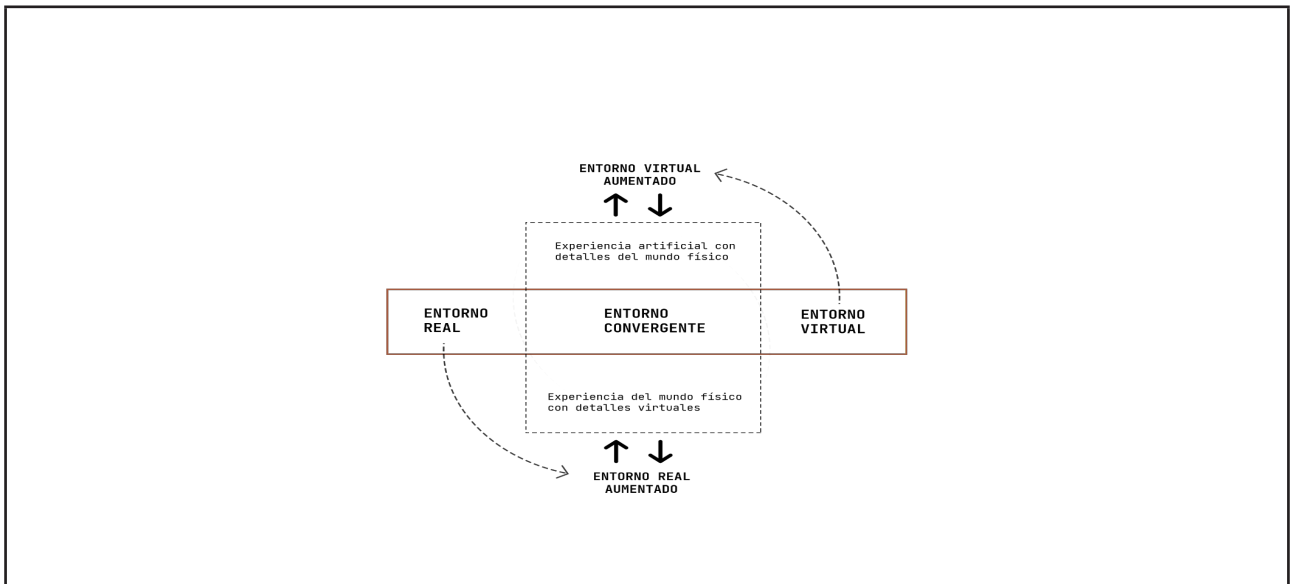 ENTORNO VIRTUAL
AUMENTADO
Experiencia artificial con
detalles del mundo físico
ENTORNO
REAL
ENTORNO
CONVERGENTE
ENTORNO
VIRTUAL
Experiencia del mundo físico
con detalles virtuales
ENTORNO REAL
AUMENTADO